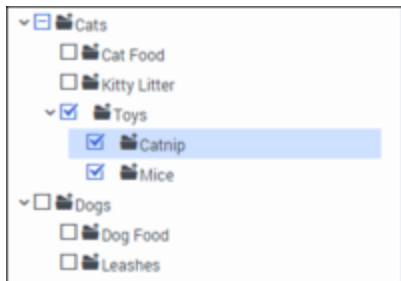 Cats
Cat Food
Kitty Litter
Toys
Catnip
Mice
Dogs
Dog Food
Leashes